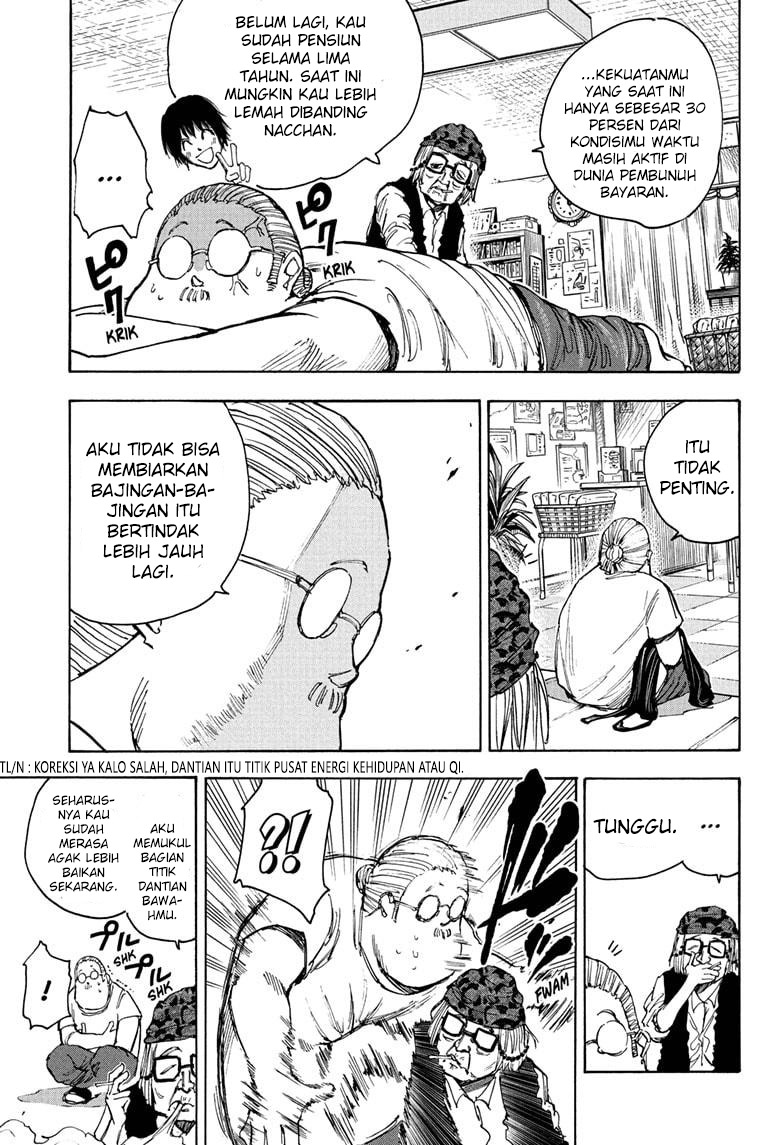 ...KEKUATANMU
YANG SAAT INI
HANYA SEBESAR 30
PERSEN DARI
KONDISIMU WAKTU
MASIH AKTIF DI
DUNIA PEMBUNUH
BAYARAN.
BELUM LAGI, KAU
SUDAH PENSIUN
SELAMA LIMA
TAHUN. SAAT INI
MUNGKIN KAU LEBIH
LEMAH DIBANDING
NACCHAN.
...
ピク
KRIK
ピク
KRIK
ITU
TIDAK
PENTING.
AKU TIDAK BISA
MEMBIARKAN
BAJINGAN-BA-
JINGAN ITU
BERTINDAK
LEBIH JAUH
LAGI.
TL/N : KOREKSI YA KALO SALAH, DANTIAN ITU TITIK PUSAT ENERGI KEHIDUPAN ATAU QI.
...
TUNGGU.
?!
FWAM
AKU
MEMUKUL
BAGIAN
TITIK
DANTIAN
BAWA-
HMU.
SEHARUS-
NYA KAU
SUDAH
MERASA
AGAK LEBIH
BAIKAN
SEKARANG.
プル
SHK
プル
SHK
!